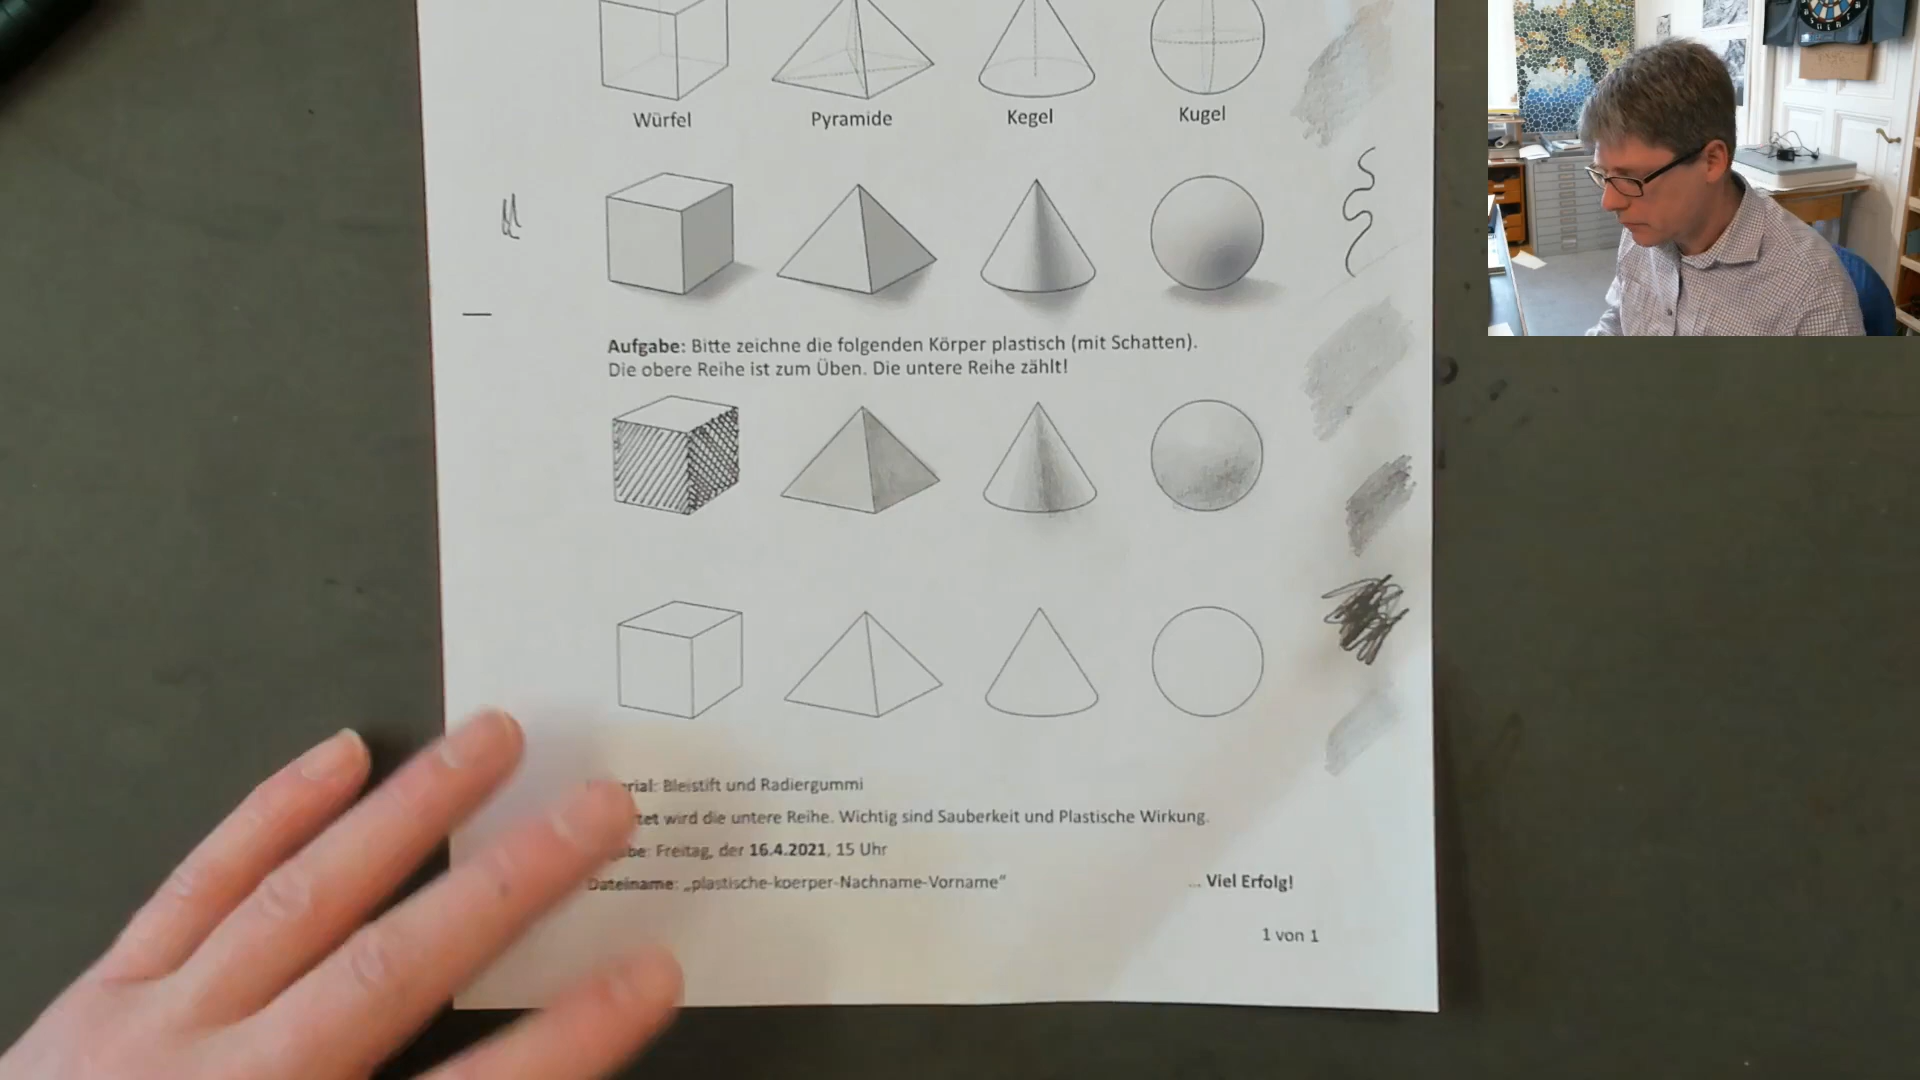 Würfel Pyramide Kegel Kugel
Aufgabe: Bitte zeichne die folgenden Körper plastisch (mit Schatten).
Die obere Reihe ist zum Üben. Die untere Reihe zählt!
Bleistift und Radiergummi
wird die untere Reihe. Wichtig sind Sauberkeit und Plastische Wirkung.
Freitag, der 16.4.2021, 15 Uhr
Dateiname: „plastische-koerper-Nachname-Vorname“
... Viel Erfolg!
1 von 1